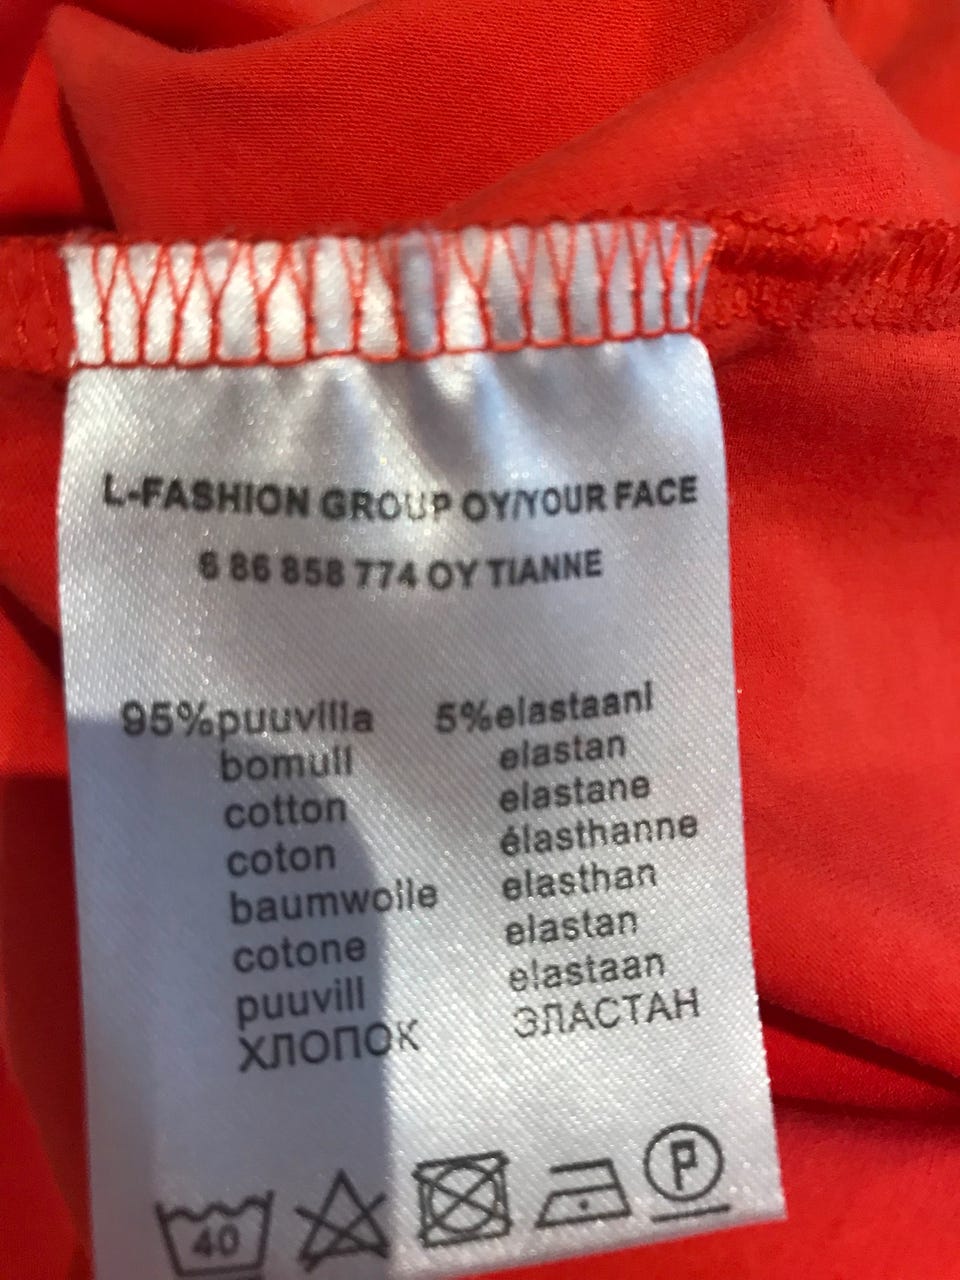 L-FASHION GROUP OY/YOUR FACE
6 86 858 774 OY TIANNE
95% puuvilla 5% elastaani
bomull elastan
cotton elastane
coton élasthanne
baumwolle elasthan
cotone elastan
puuvill elastaan
ХЛОПОК ЭЛАСТАН
40 P